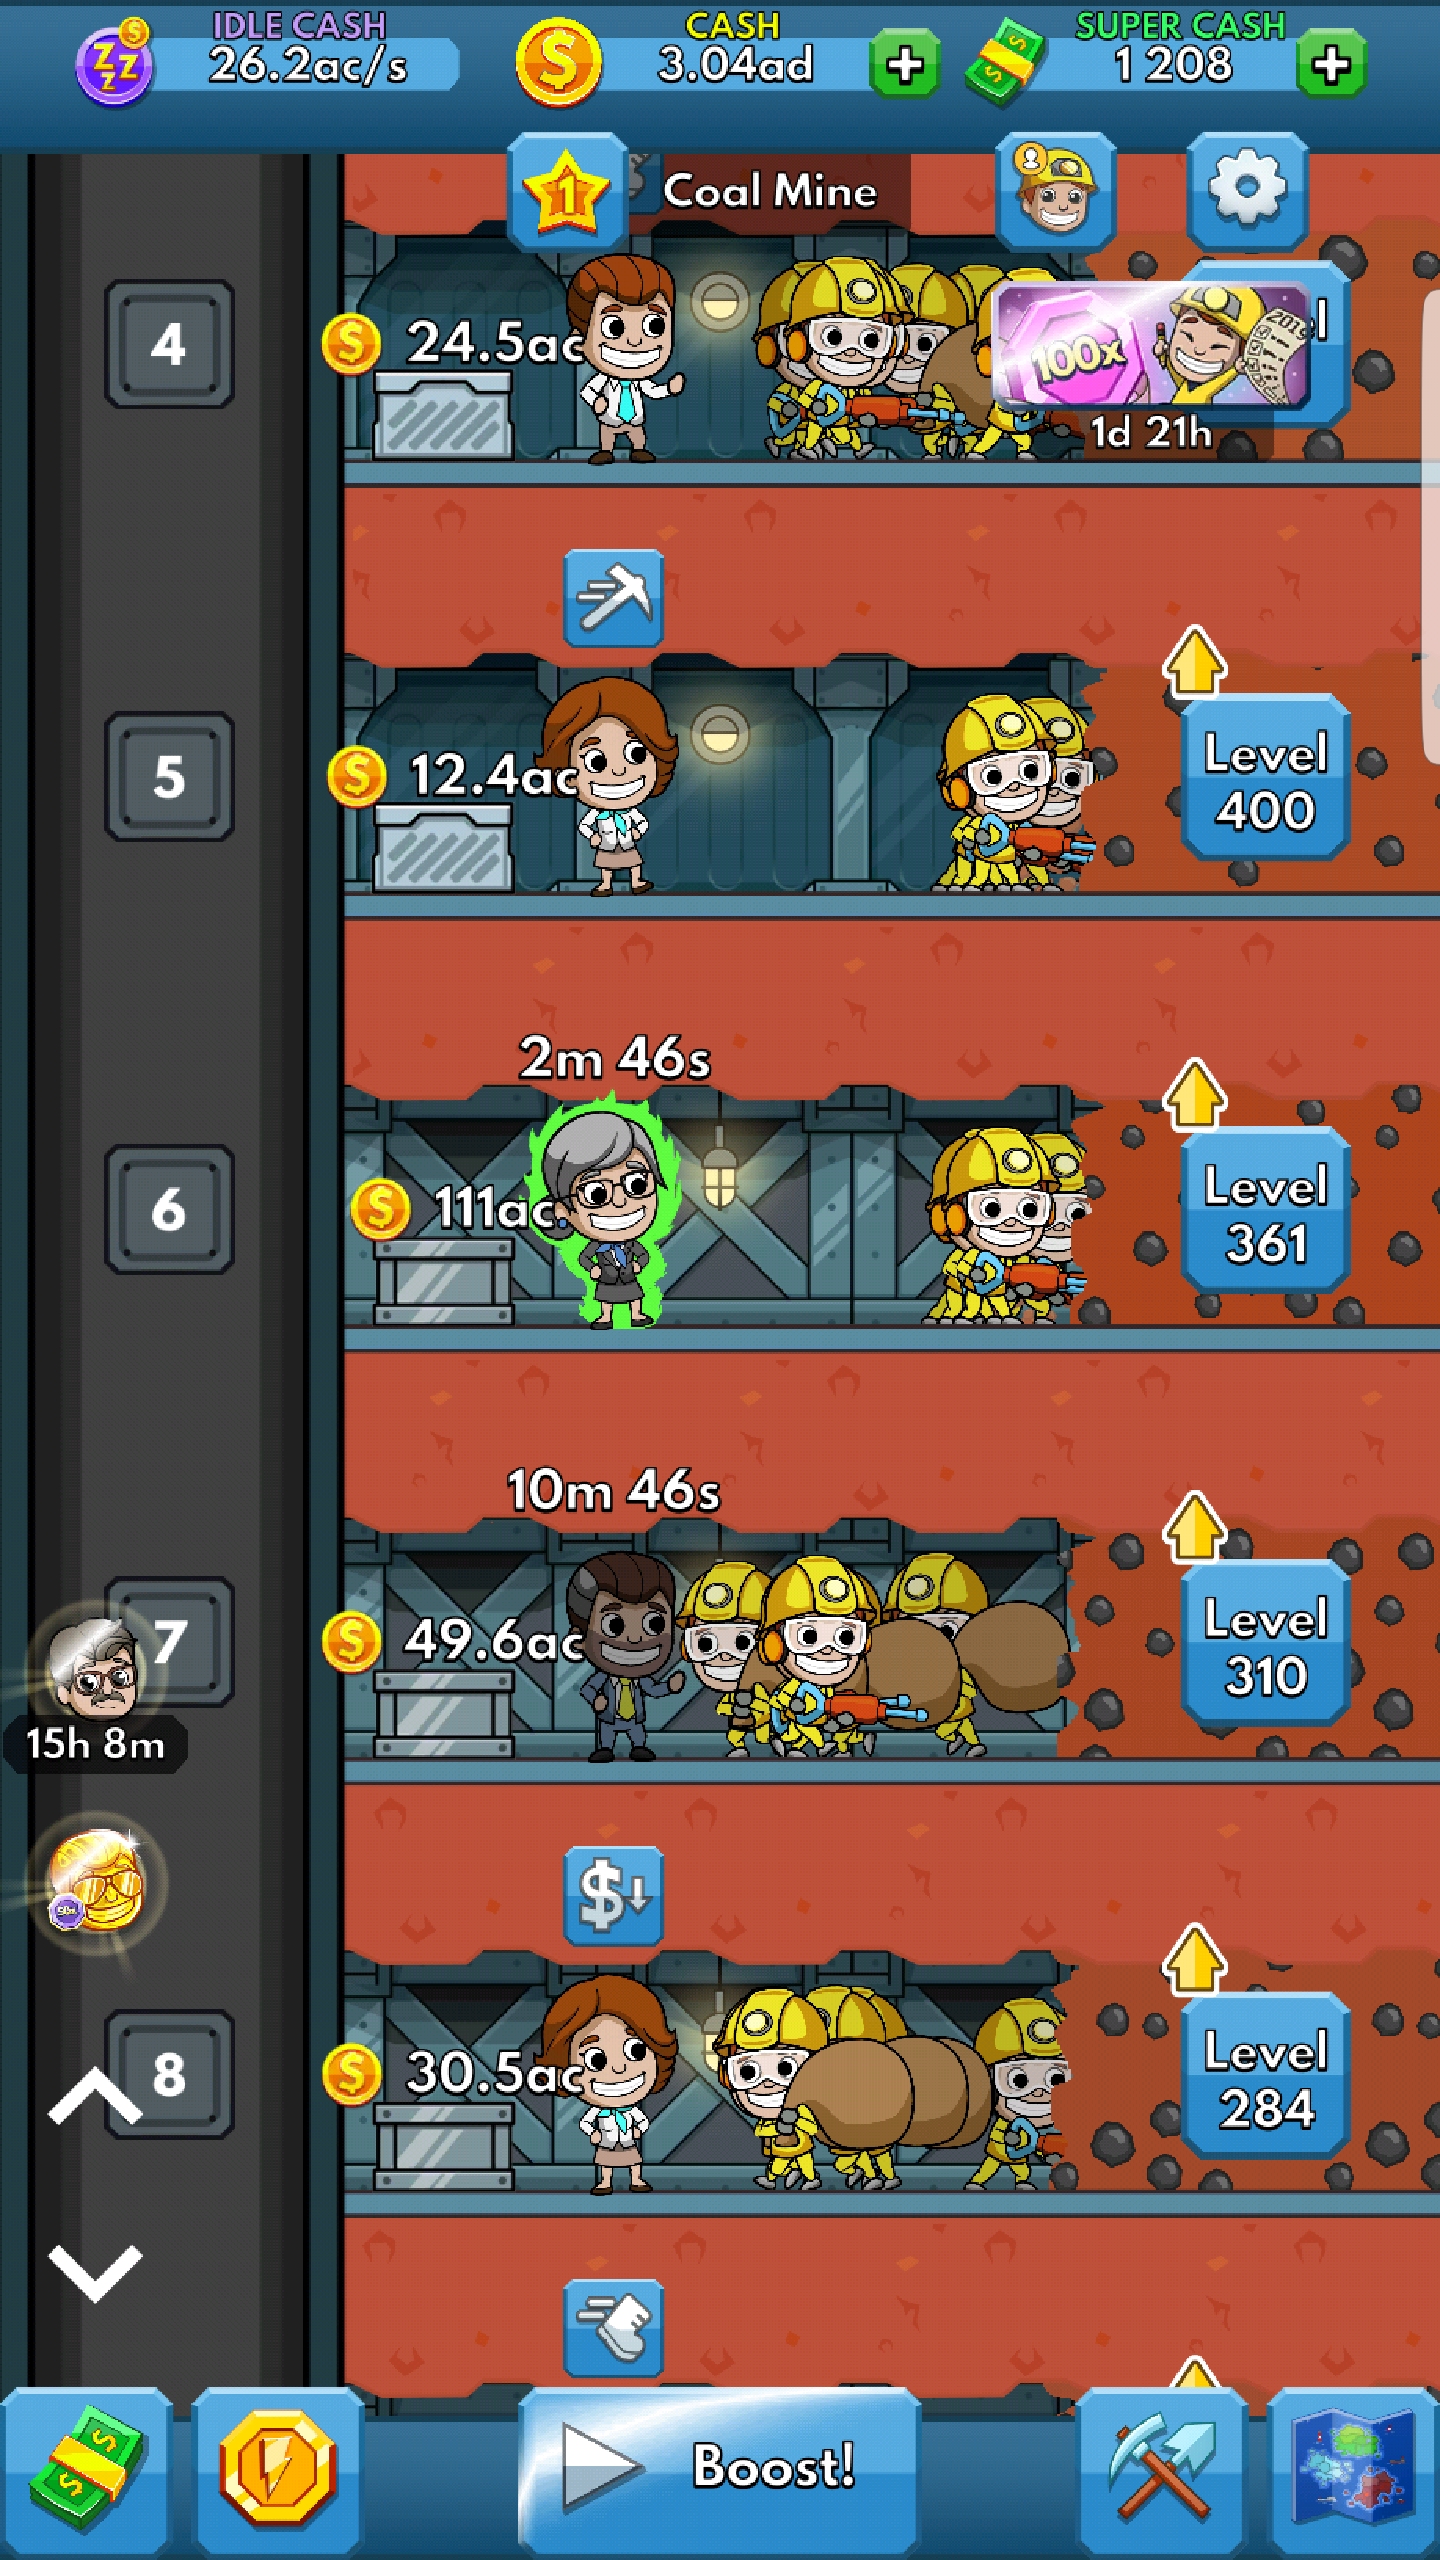 IDLE CASH
26.2ac/s
CASH
3.04ad
SUPER CASH
1 208
1
Coal Mine
4
24.5ac
100x
1d 21h
5
12.4ac
Level
400
2m 46s
6
111ac
Level
361
10m 46s
7
49.6ac
Level
310
15h 8m
8
30.5ac
Level
284
Boost!